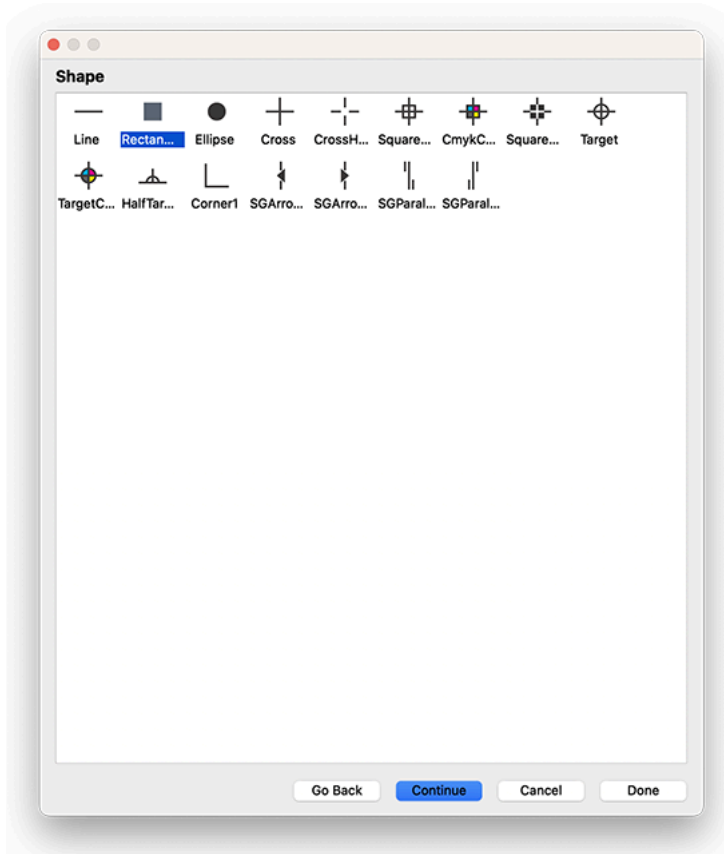 Shape
Line Rectan... Ellipse Cross CrossH... Square... CmykC... Square... Target
TargetC... HalfTar... Corner1 SGArro... SGArro... SGParal... SGParal...
Go Back Continue Cancel Done